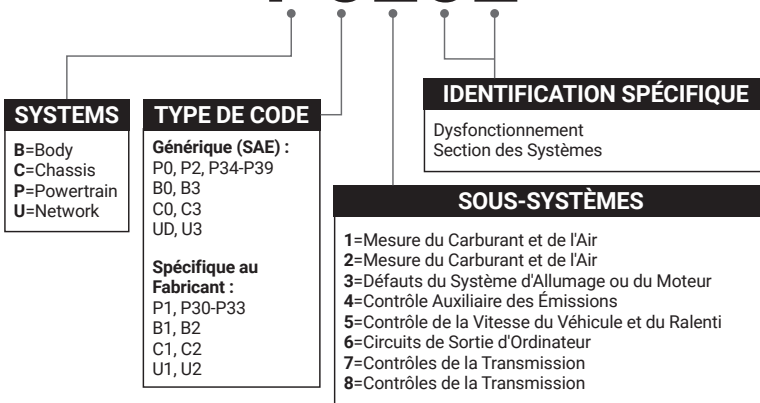 SYSTEMS
B=Body
C=Chassis
P=Powertrain
U=Network
TYPE DE CODE
Générique (SAE) :
P0, P2, P34-P39
B0, B3
C0, C3
UD, U3
Spécifique au
Fabricant :
P1, P30-P33
B1, B2
C1, C2
U1, U2
IDENTIFICATION SPÉCIFIQUE
Dysfonctionnement
Section des Systèmes
SOUS-SYSTÈMES
1=Mesure du Carburant et de l'Air
2=Mesure du Carburant et de l'Air
3=Défauts du Système d'Allumage ou du Moteur
4=Contrôle Auxiliaire des Émissions
5=Contrôle de la Vitesse du Véhicule et du Ralenti
6=Circuits de Sortie d'Ordinateur
7=Contrôles de la Transmission
8=Contrôles de la Transmission